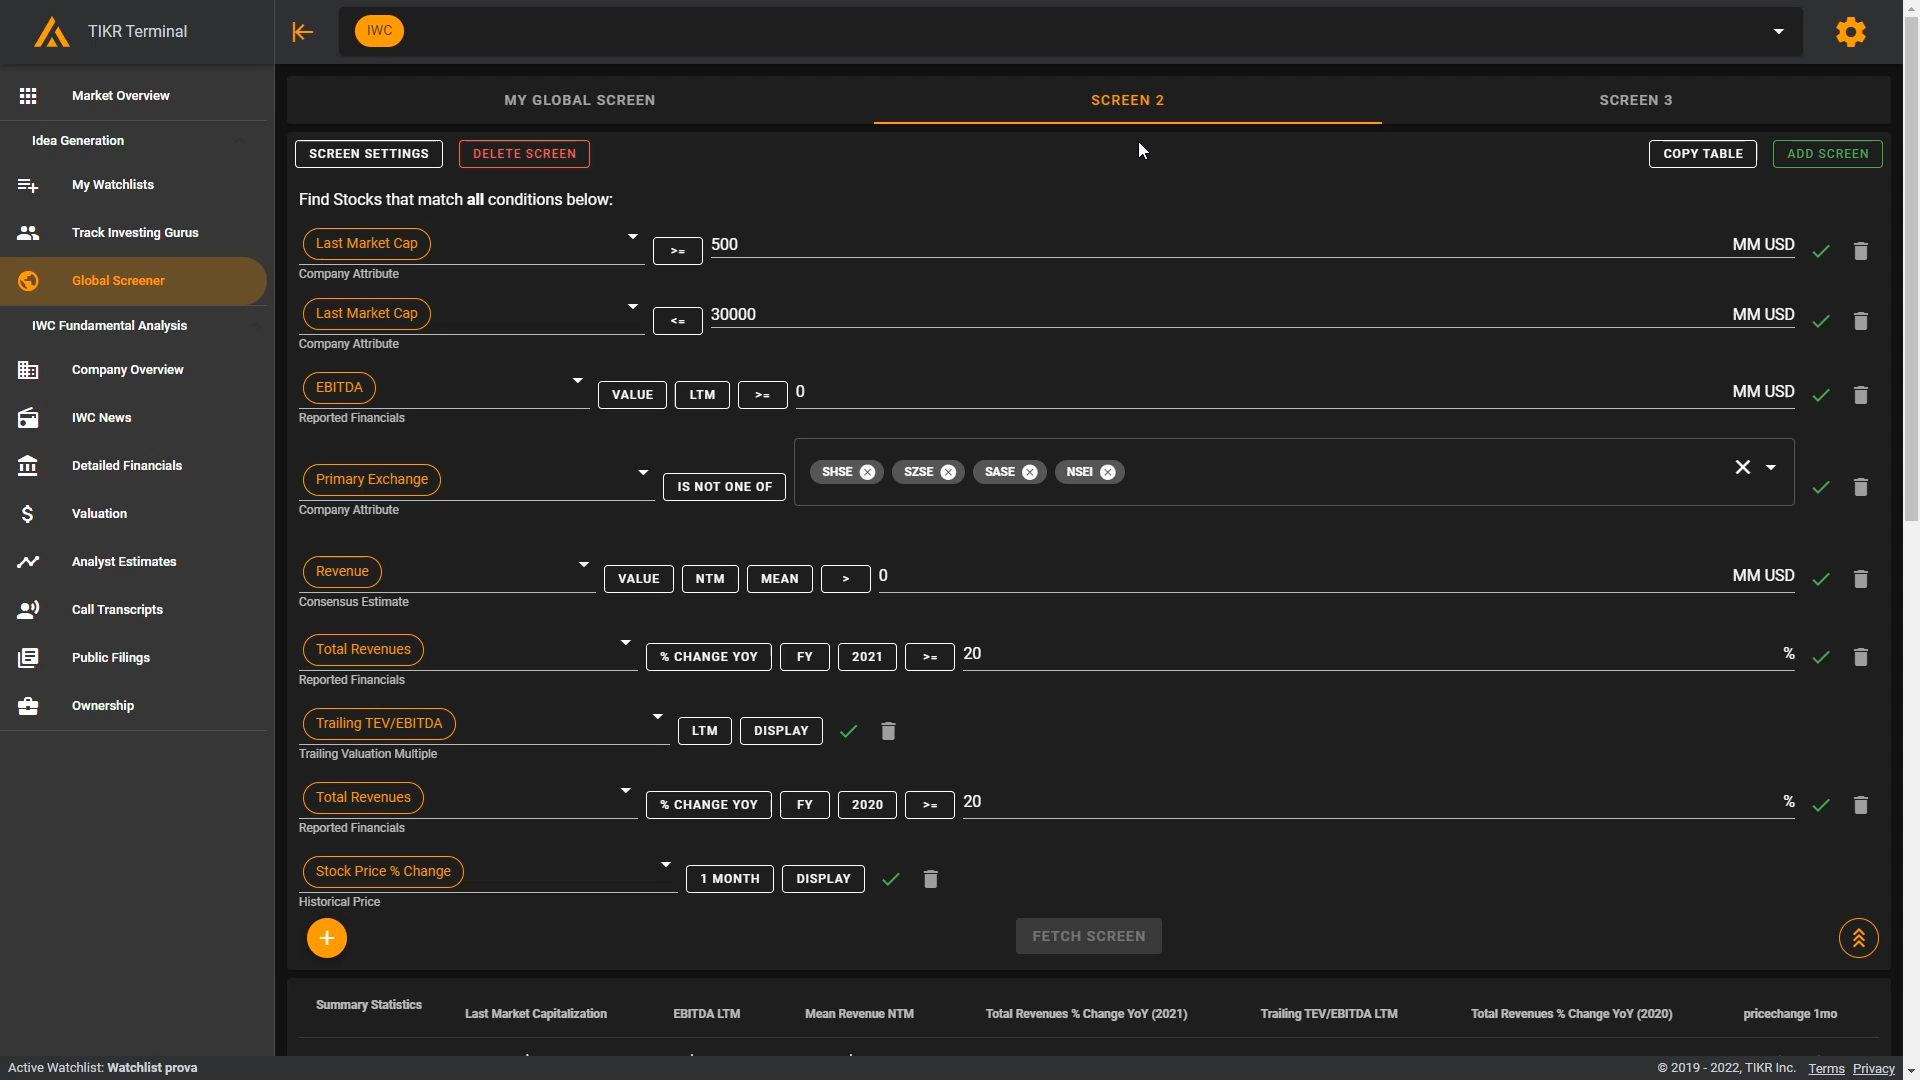 TIKR Terminal
IWC
Market Overview
Idea Generation
My Watchlists
Track Investing Gurus
Global Screener
IWC Fundamental Analysis
Company Overview
IWC News
Detailed Financials
Valuation
Analyst Estimates
Call Transcripts
Public Filings
Ownership
MY GLOBAL SCREEN
SCREEN 2
SCREEN 3
SCREEN SETTINGS
DELETE SCREEN
COPY TABLE
ADD SCREEN
Find Stocks that match all conditions below:
Last Market Cap >= 500 MM USD
Company Attribute
Last Market Cap <= 30000 MM USD
Company Attribute
EBITDA VALUE LTM >= 0 MM USD
Reported Financials
Primary Exchange IS NOT ONE OF SHSE SZSE SASE NSEI
Company Attribute
Revenue VALUE NTM MEAN > 0 MM USD
Consensus Estimate
Total Revenues % CHANGE YOY FY 2021 >= 20 %
Reported Financials
Trailing TEV/EBITDA LTM DISPLAY
Trailing Valuation Multiple
Total Revenues % CHANGE YOY FY 2020 >= 20 %
Reported Financials
Stock Price % Change 1 MONTH DISPLAY
Historical Price
FETCH SCREEN
Summary Statistics Last Market Capitalization EBITDA LTM Mean Revenue NTM Total Revenues % Change YoY (2021) Trailing TEV/EBITDA LTM Total Revenues % Change YoY (2020) pricechange 1mo
Active Watchlist: Watchlist prova
© 2019 - 2022, TIKR Inc. Terms Privacy